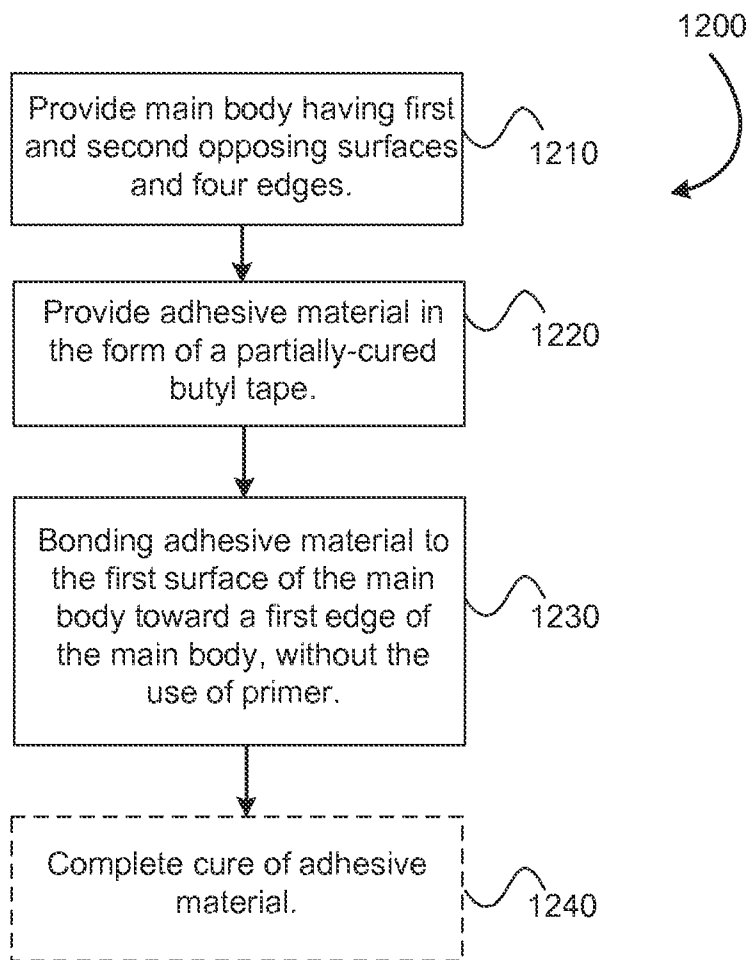 1200
Provide main body having first
and second opposing surfaces
and four edges.
1210
Provide adhesive material in
the form of a partially-cured
butyl tape.
1220
Bonding adhesive material to
the first surface of the main
body toward a first edge of
the main body, without the
use of primer.
1230
Complete cure of adhesive
material.
1240